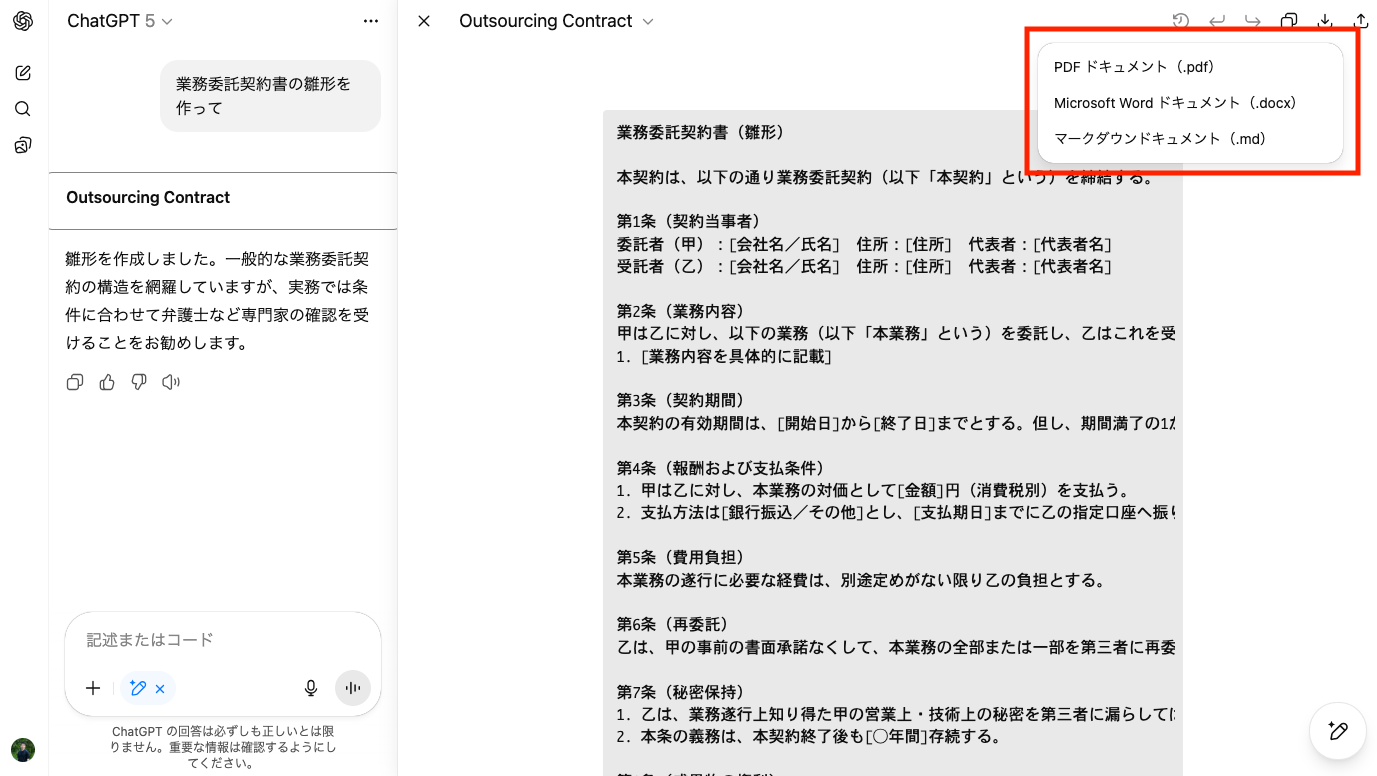 ChatGPT 5
業務委託契約書の雛形を
作って
Outsourcing Contract
雛形を作成しました。一般的な業務委託契
約の構造を網羅していますが、実務では条
件に合わせて弁護士など専門家の確認を受
けることをお勧めします。
記述またはコード
ChatGPT の回答は必ずしも正しいとは限
りません。重要な情報は確認するようにし
てください。
Outsourcing Contract
PDF ドキュメント（.pdf）
Microsoft Word ドキュメント（.docx）
マークダウンドキュメント（.md）
業務委託契約書（雛形）
本契約は、以下の通り業務委託契約（以下「本契約」という）を締結する。
第1条（契約当事者）
委託者（甲）：[会社名／氏名]　住所：[住所]　代表者：[代表者名]
受託者（乙）：[会社名／氏名]　住所：[住所]　代表者：[代表者名]
第2条（業務内容）
甲は乙に対し、以下の業務（以下「本業務」という）を委託し、乙はこれを受
1. [業務内容を具体的に記載]
第3条（契約期間）
本契約の有効期間は、[開始日]から[終了日]までとする。但し、期間満了の1か
第4条（報酬および支払条件）
1. 甲は乙に対し、本業務の対価として[金額]円（消費税別）を支払う。
2. 支払方法は[銀行振込／その他]とし、[支払期日]までに乙の指定口座へ振り
第5条（費用負担）
本業務の遂行に必要な経費は、別途定めがない限り乙の負担とする。
第6条（再委託）
乙は、甲の事前の書面承諾なくして、本業務の全部または一部を第三者に再委
第7条（秘密保持）
1. 乙は、業務遂行上知り得た甲の営業上・技術上の秘密を第三者に漏らしては
2. 本条の義務は、本契約終了後も[〇年間]存続する。